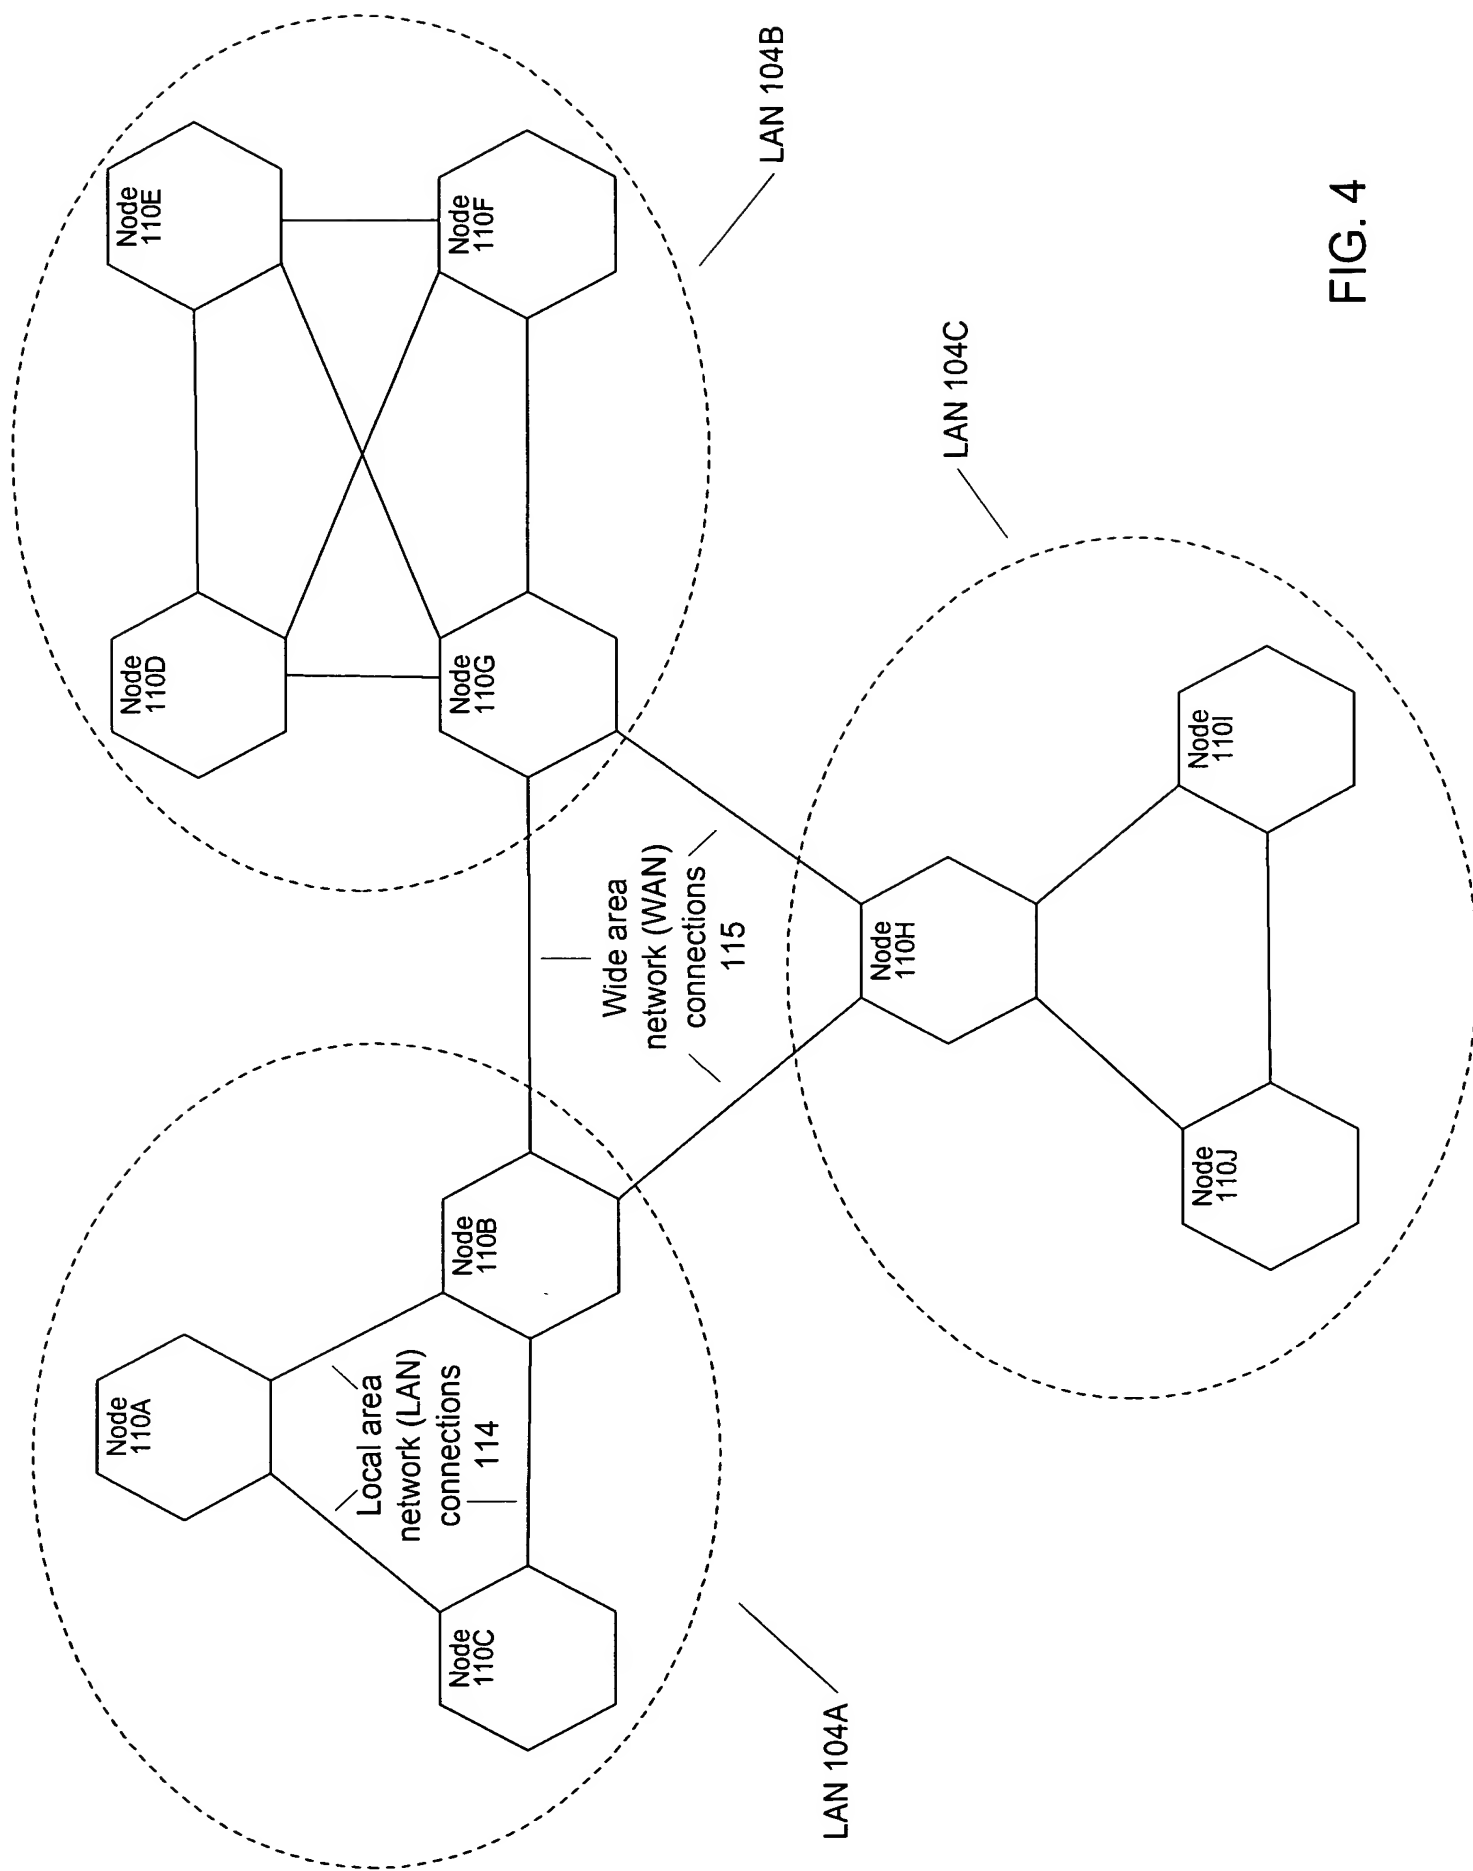 Node
110A
Local area
network (LAN)
connections
114
Node
110C
Node
110B
LAN 104A
Node
110D
Node
110E
Node
110G
Node
110F
LAN 104B
Wide area
network (WAN)
connections
115
Node
110H
Node
110J
Node
110I
LAN 104C
FIG. 4